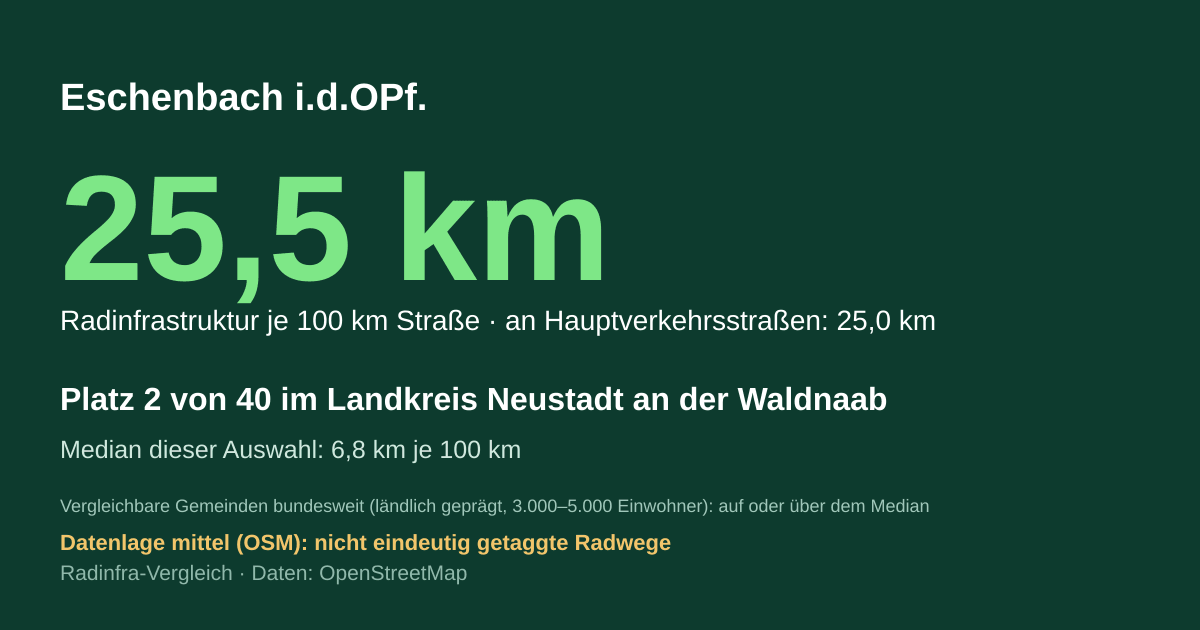 Eschenbach i.d.OPf.
25,5 km
Radinfrastruktur je 100 km Straße · an Hauptverkehrsstraßen: 25,0 km
Platz 2 von 40 im Landkreis Neustadt an der Waldnaab
Median dieser Auswahl: 6,8 km je 100 km
Vergleichbare Gemeinden bundesweit (ländlich geprägt, 3.000–5.000 Einwohner): auf oder über dem Median
Datenlage mittel (OSM): nicht eindeutig getaggte Radwege
Radinfra-Vergleich · Daten: OpenStreetMap